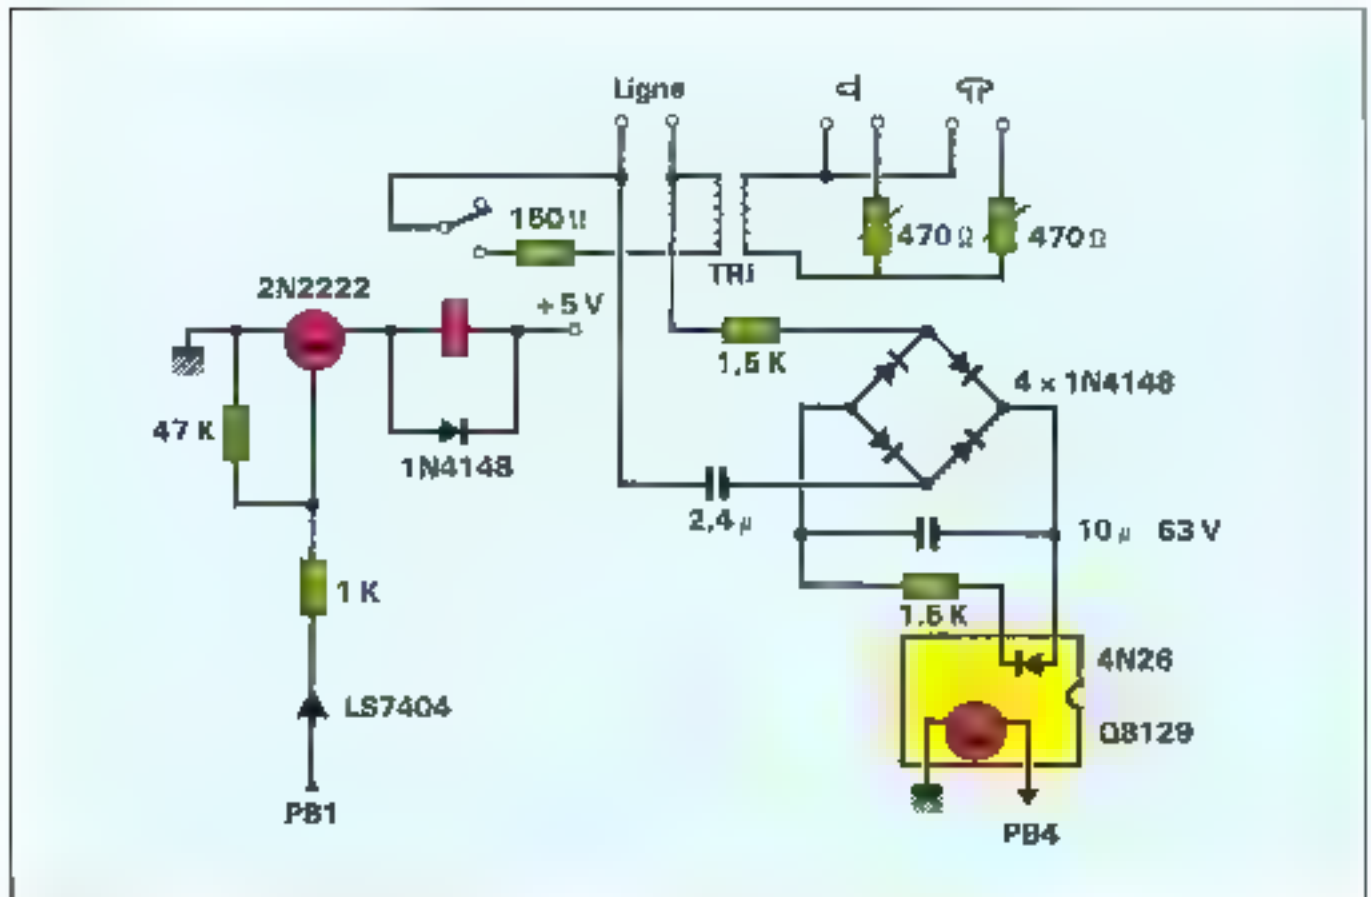 Ligne
150 Ω
470 Ω
470 Ω
TRI
2N2222
+ 5 V
1,5 K
4 × 1N4148
47 K
1N4148
2,4 µ
10 µ 63 V
1 K
1,5 K
4N26
LS7404
Q8129
PB1
PB4